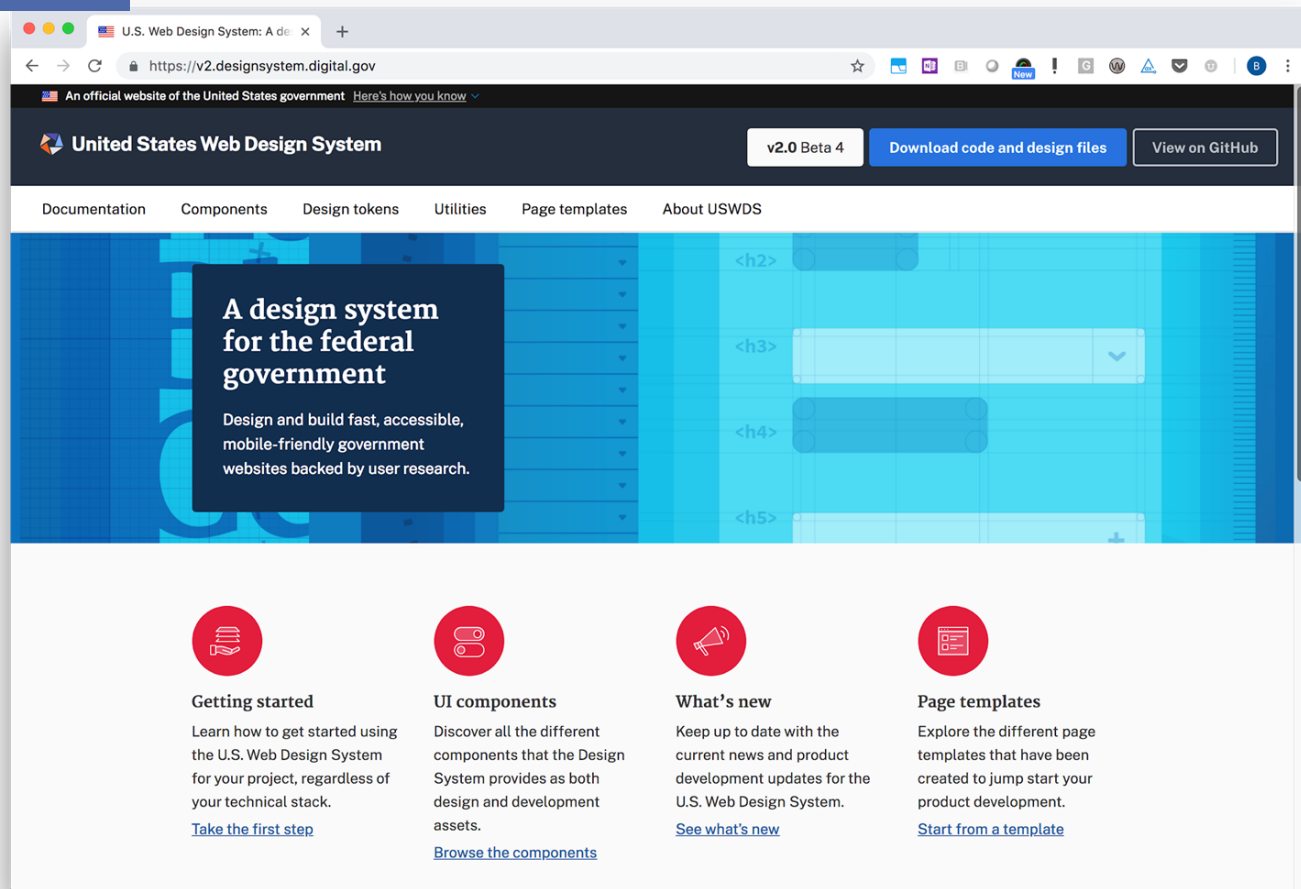 U.S. Web Design System: A de
https://v2.designsystem.digital.gov
New
B
An official website of the United States government Here's how you know
United States Web Design System
v2.0 Beta 4
Download code and design files
View on GitHub
Documentation
Components
Design tokens
Utilities
Page templates
About USWDS
A design system
for the federal
government
Design and build fast, accessible,
mobile-friendly government
websites backed by user research.
<h2>
<h3>
<h4>
<h5>
Getting started
Learn how to get started using
the U.S. Web Design System
for your project, regardless of
your technical stack.
Take the first step
UI components
Discover all the different
components that the Design
System provides as both
design and development
assets.
Browse the components
What’s new
Keep up to date with the
current news and product
development updates for the
U.S. Web Design System.
See what's new
Page templates
Explore the different page
templates that have been
created to jump start your
product development.
Start from a template